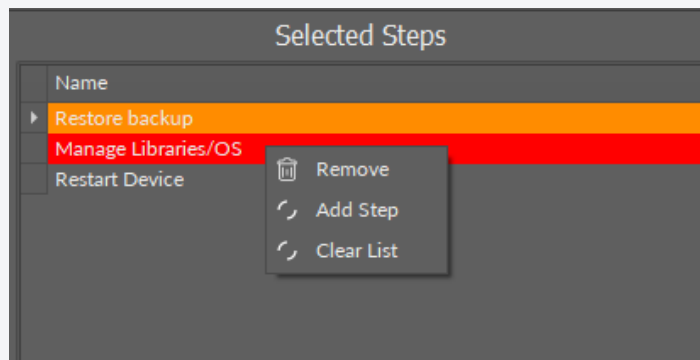 Selected Steps
Name
Restore backup
Manage Libraries/OS
Restart Device
Remove
Add Step
Clear List